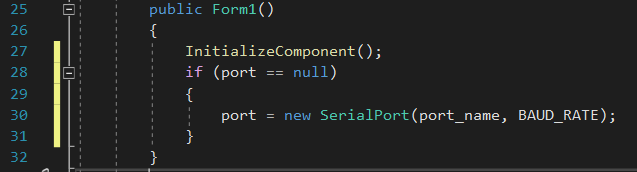 25 public Form1()
26 {
27 InitializeComponent();
28 if (port == null)
29 {
30 port = new SerialPort(port_name, BAUD_RATE);
31 }
32 }